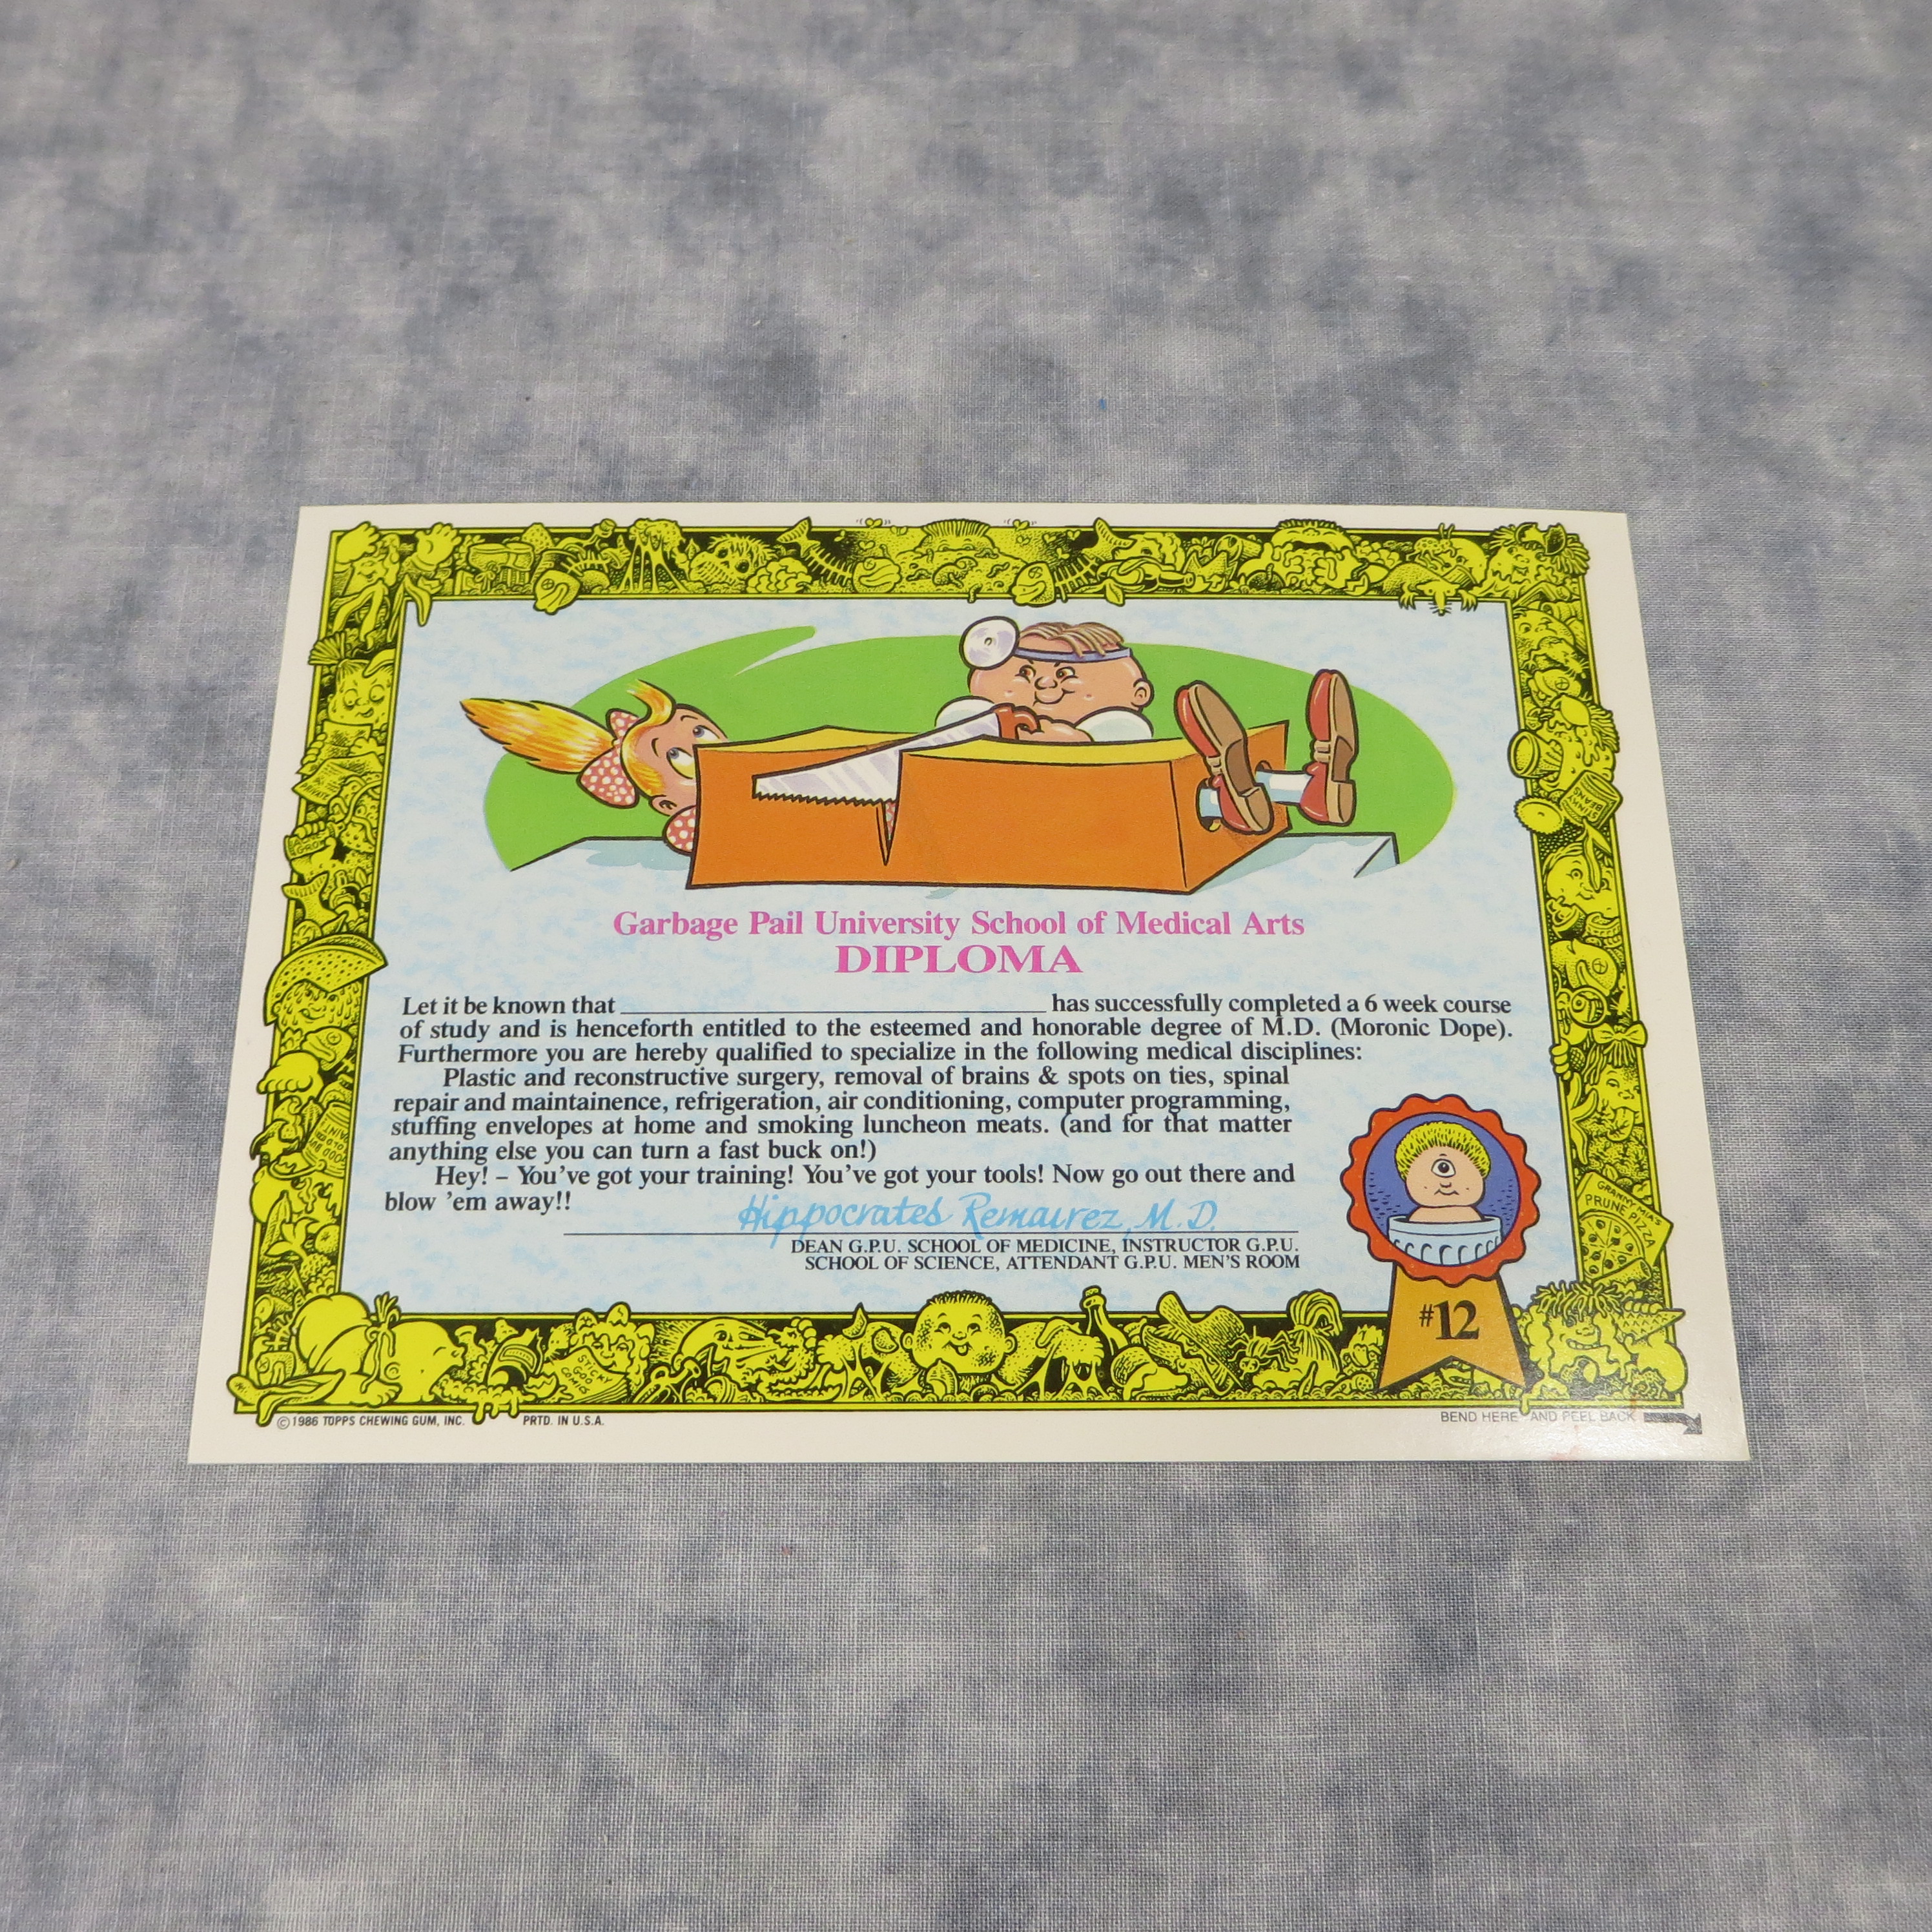 Garbage Pail University School of Medical Arts
DIPLOMA
Let it be known that has successfully completed a 6 week course
of study and is henceforth entitled to the esteemed and honorable degree of M.D. (Moronic Dope).
Furthermore you are hereby qualified to specialize in the following medical disciplines:
Plastic and reconstructive surgery, removal of brains & spots on ties, spinal
repair and maintainence, refrigeration, air conditioning, computer programming,
stuffing envelopes at home and smoking luncheon meats. (and for that matter
anything else you can turn a fast buck on!)
Hey! – You've got your training! You've got your tools! Now go out there and
blow 'em away!!
Hippocrates Remairez, M.D.
DEAN G.P.U. SCHOOL OF MEDICINE, INSTRUCTOR G.P.U.
SCHOOL OF SCIENCE, ATTENDANT G.P.U. MEN'S ROOM
#12
GRANNY MIA'S
PRUNE PIZZA
STICKY
GOOD
COMICS
© 1986 TOPPS CHEWING GUM, INC. PRTD. IN U.S.A.
BEND HERE AND PEEL BACK